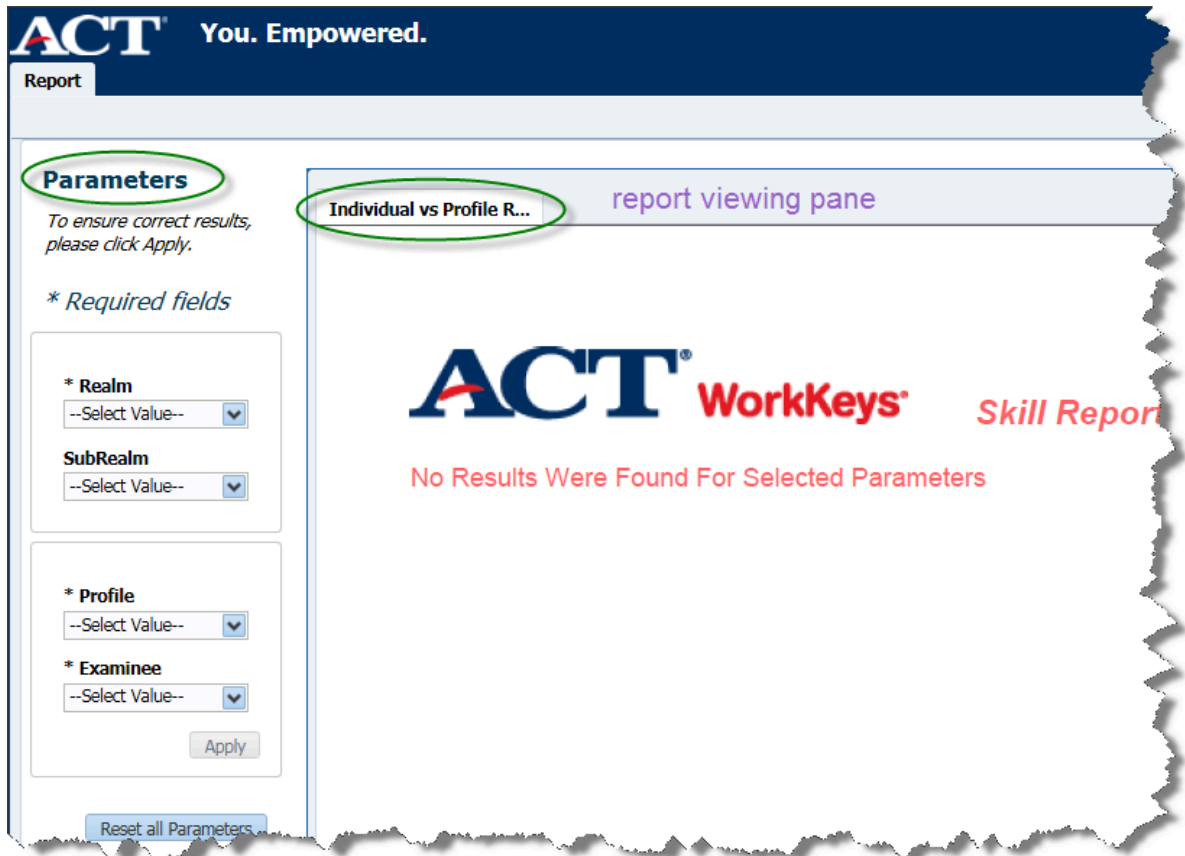 ACT® You. Empowered.
Report
Parameters
To ensure correct results,
please click Apply.
* Required fields
* Realm
--Select Value--
SubRealm
--Select Value--
* Profile
--Select Value--
* Examinee
--Select Value--
Apply
Reset all Parameters
Individual vs Profile R...
report viewing pane
ACT® WorkKeys®
Skill Report
No Results Were Found For Selected Parameters